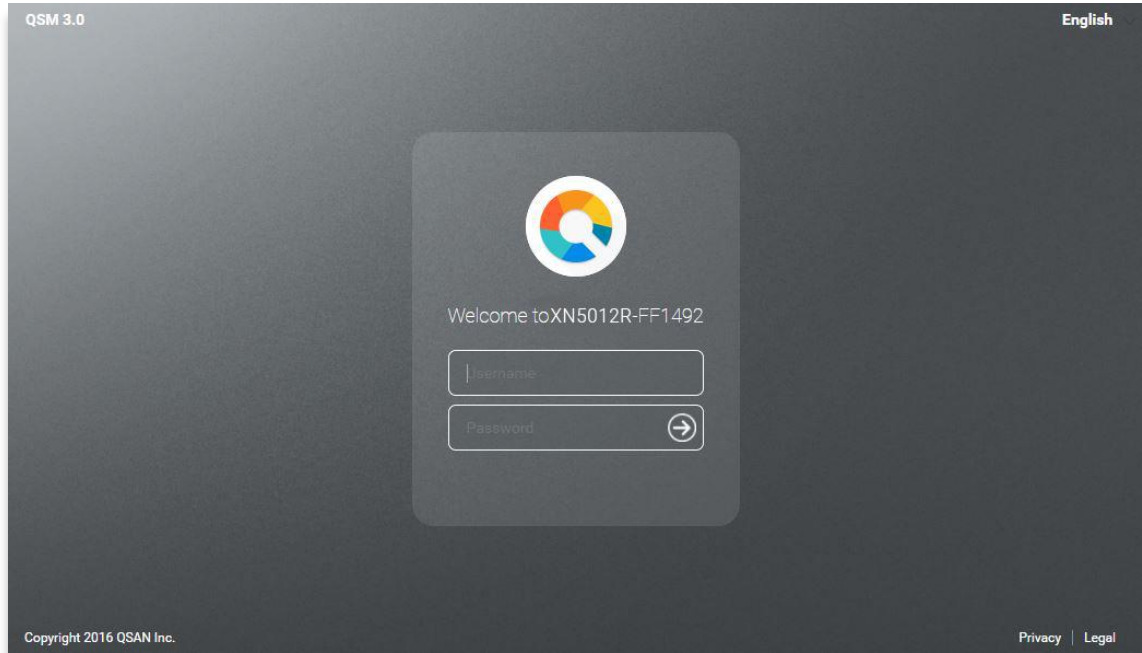 QSM 3.0
English
Welcome toXN5012R-FF1492
Username
Password
Copyright 2016 QSAN Inc.
Privacy | Legal